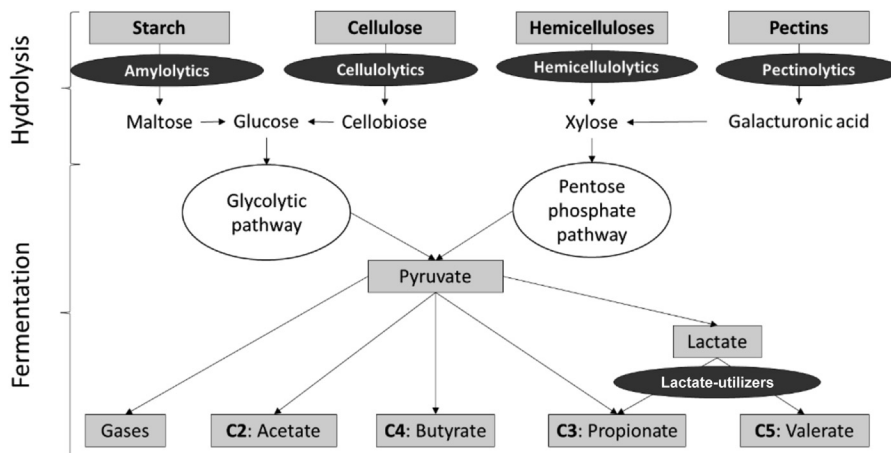 Hydrolysis
Starch
Cellulose
Hemicelluloses
Pectins
Amylolytics
Cellulolytics
Hemicellulolytics
Pectinolytics
Maltose
Glucose
Cellobiose
Xylose
Galacturonic acid
Fermentation
Glycolytic
pathway
Pentose
phosphate
pathway
Pyruvate
Lactate
Lactate-utilizers
Gases
C2: Acetate
C4: Butyrate
C3: Propionate
C5: Valerate